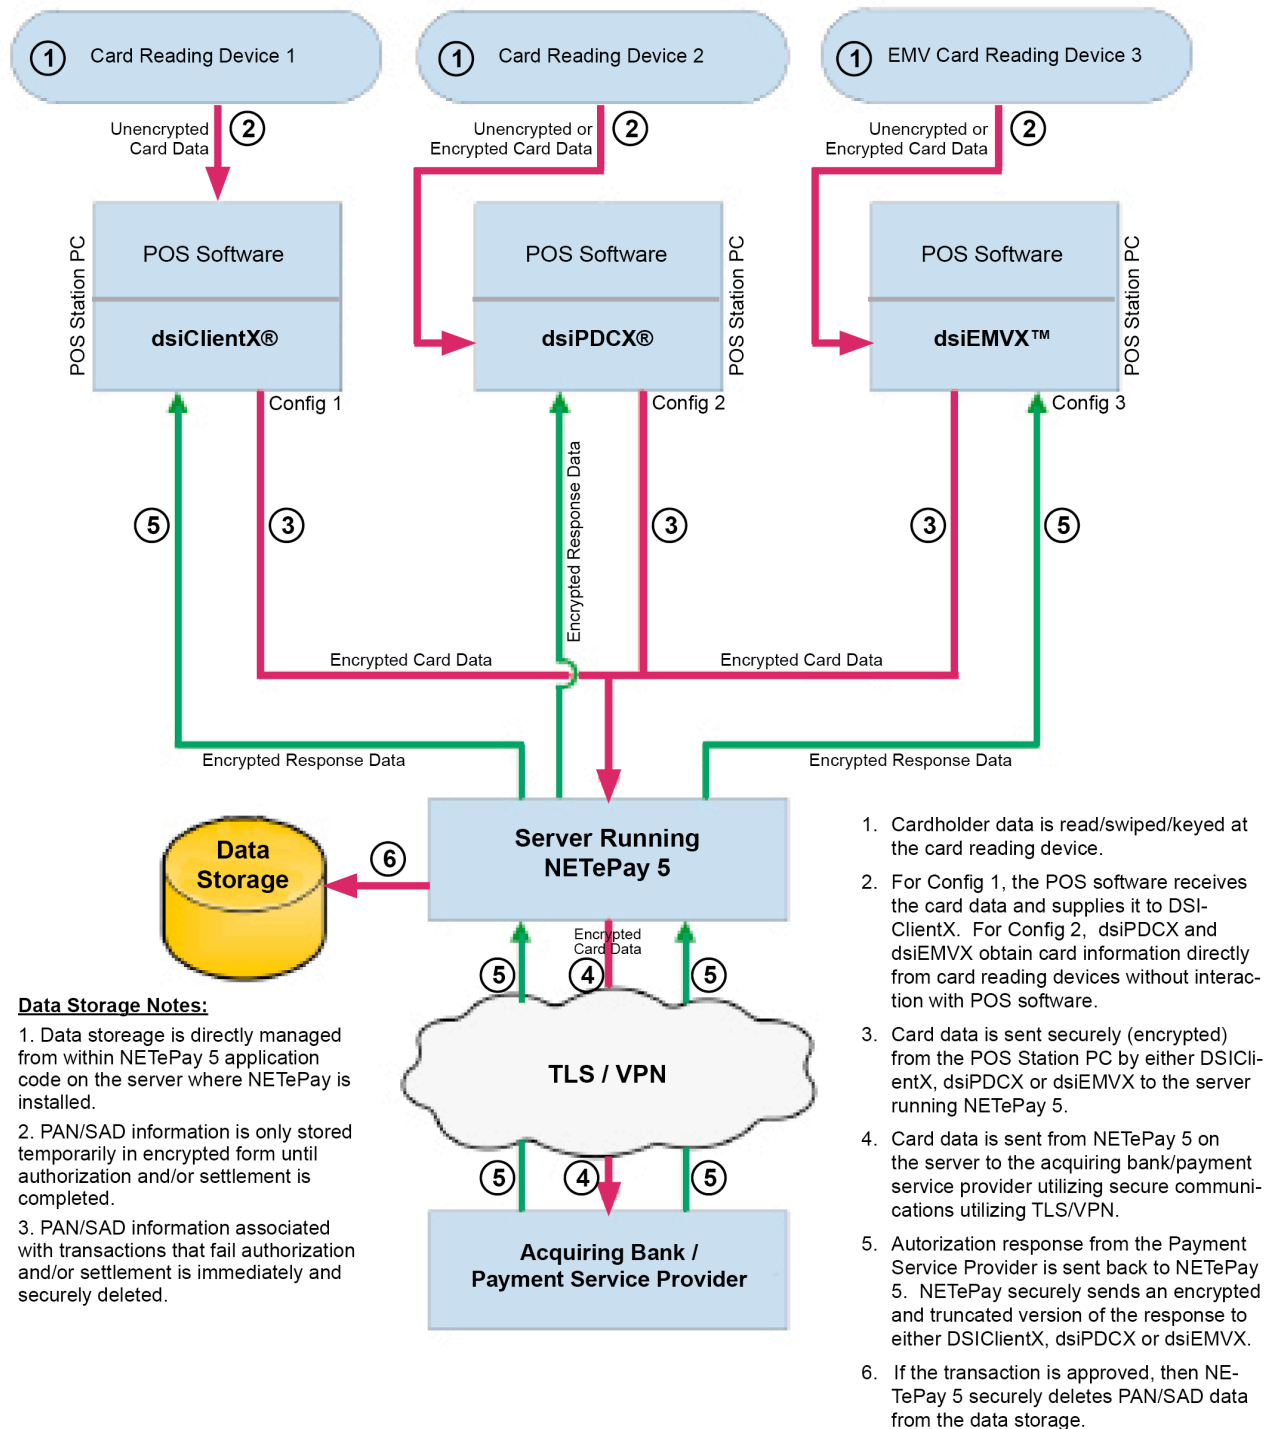 1 Card Reading Device 1
1 Card Reading Device 2
1 EMV Card Reading Device 3
Unencrypted
Card Data
2
Unencrypted or
Encrypted Card Data
2
Unencrypted or
Encrypted Card Data
2
POS Station PC
POS Software
dsiClientX®
Config 1
POS Software
dsiPDCX®
POS Station PC
Config 2
POS Software
dsiEMVX™
POS Station PC
Config 3
5
3
Encrypted Response Data
3
3
5
Encrypted Card Data
Encrypted Card Data
Encrypted Response Data
Encrypted Response Data
Server Running
NETePay 5
6
Data
Storage
Encrypted
Card Data
5
4
5
TLS / VPN
5
4
5
Acquiring Bank /
Payment Service Provider
Data Storage Notes:
1. Data storeage is directly managed
from within NETePay 5 application
code on the server where NETePay is
installed.
2. PAN/SAD information is only stored
temporarily in encrypted form until
authorization and/or settlement is
completed.
3. PAN/SAD information associated
with transactions that fail authorization
and/or settlement is immediately and
securely deleted.
1. Cardholder data is read/swiped/keyed at
the card reading device.
2. For Config 1, the POS software receives
the card data and supplies it to DSI-
ClientX. For Config 2, dsiPDCX and
dsiEMVX obtain card information directly
from card reading devices without interac-
tion with POS software.
3. Card data is sent securely (encrypted)
from the POS Station PC by either DSICli-
entX, dsiPDCX or dsiEMVX to the server
running NETePay 5.
4. Card data is sent from NETePay 5 on
the server to the acquiring bank/payment
service provider utilizing secure communi-
cations utilizing TLS/VPN.
5. Autorization response from the Payment
Service Provider is sent back to NETePay
5. NETePay securely sends an encrypted
and truncated version of the response to
either DSIClientX, dsiPDCX or dsiEMVX.
6. If the transaction is approved, then NE-
TePay 5 securely deletes PAN/SAD data
from the data storage.